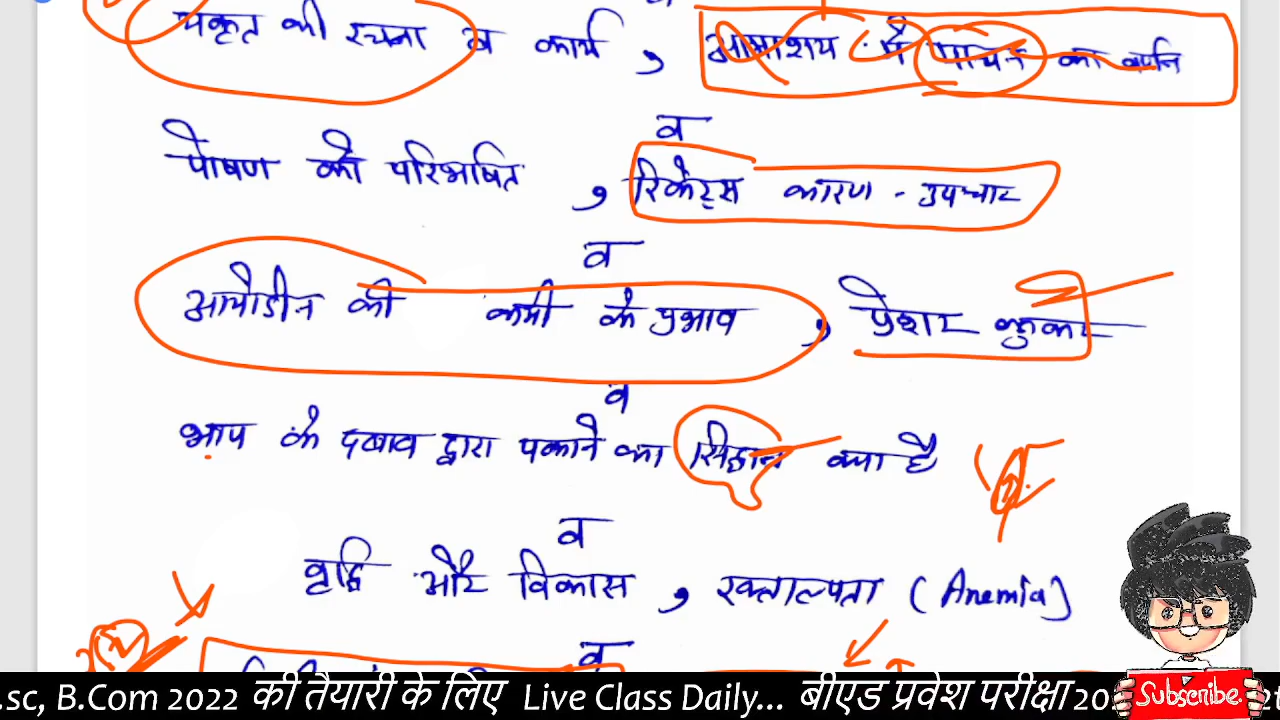 यकृत की रचना व कार्य , आमाशय में पाचन का वर्णन
व
पोषण को परिभषित , रिकेट्स कारण - उपचार
व
आयोडीन की कमी के प्रभाव , प्रेशर कुकर
व
भाप के दबाव द्वारा पकाने का सिद्धान्त क्या है
व
वृद्धि और विकास , रक्ताल्पता (Anemia)
व
.sc, B.Com 2022 की तैयारी के लिए Live Class Daily... बीएड प्रवेश परीक्षा
Subscribe